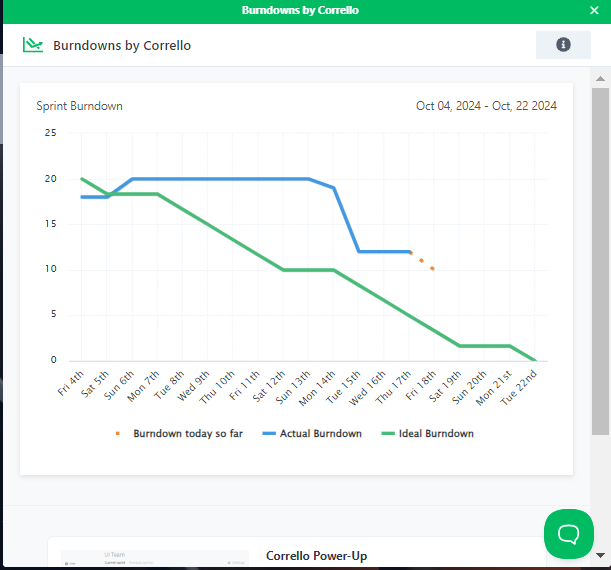 Burndowns by Corrello
Burndowns by Corrello
Sprint Burndown
Oct 04, 2024 - Oct, 22 2024
25
20
15
10
5
0
Fri 4th
Sat 5th
Sun 6th
Mon 7th
Tue 8th
Wed 9th
Thu 10th
Fri 11th
Sat 12th
Sun 13th
Mon 14th
Tue 15th
Wed 16th
Thu 17th
Fri 18th
Sat 19th
Sun 20th
Mon 21st
Tue 22nd
Burndown today so far
Actual Burndown
Ideal Burndown
UI Team
Corrello Power-Up